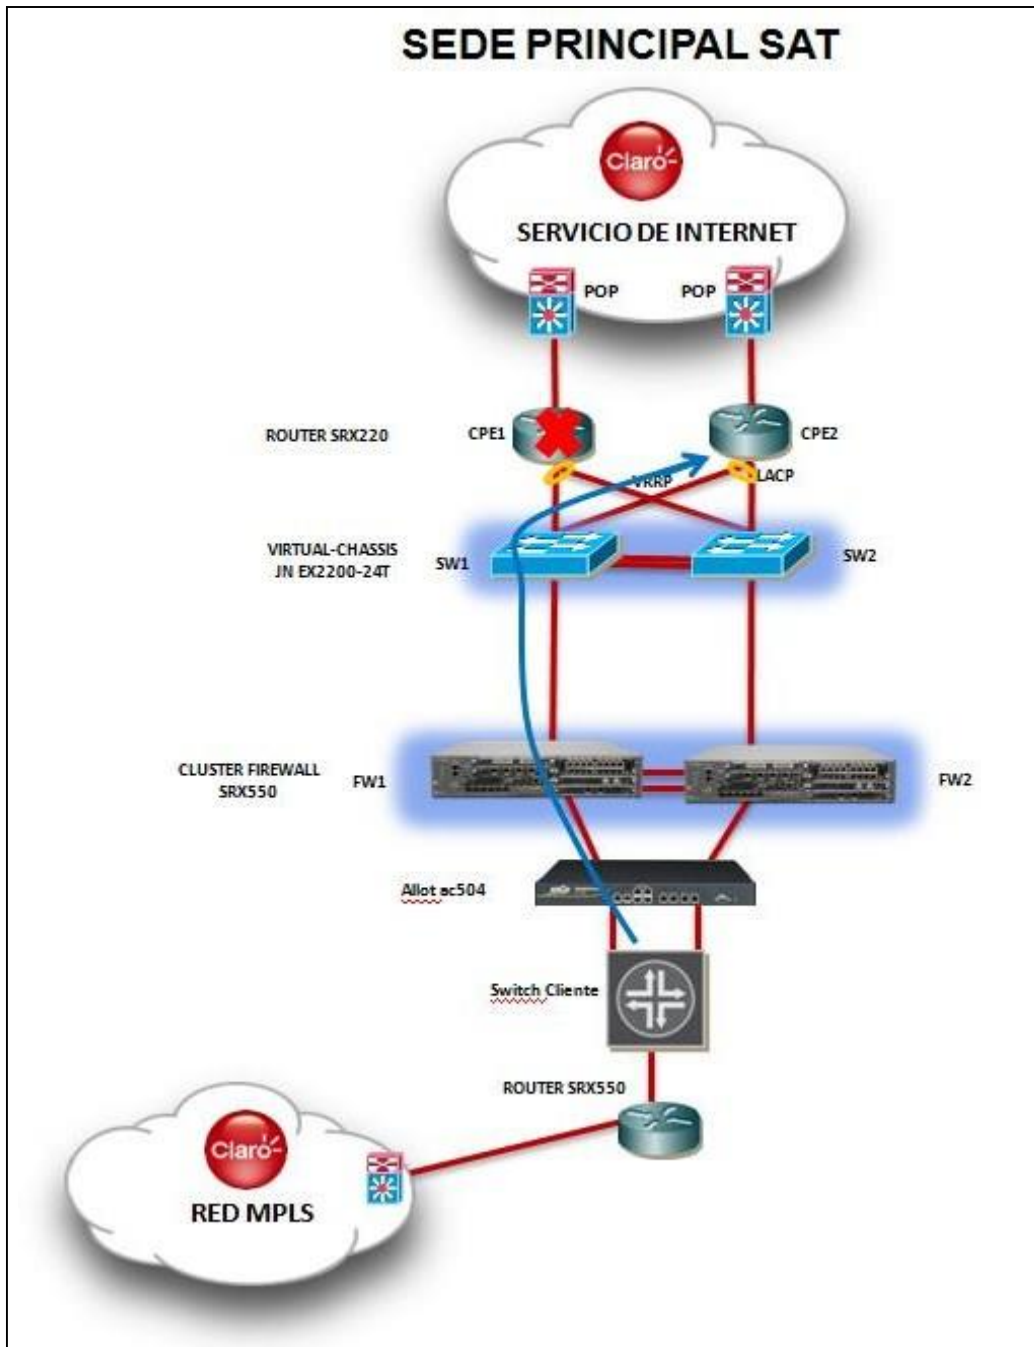 SEDE PRINCIPAL SAT
Claro
SERVICIO DE INTERNET
POP
POP
ROUTER SRX220
CPE1
CPE2
VRRP
LACP
VIRTUAL-CHASSIS
JN EX2200-24T
SW1
SW2
CLUSTER FIREWALL
SRX550
FW1
FW2
Allot ac504
Switch Cliente
ROUTER SRX550
Claro
RED MPLS